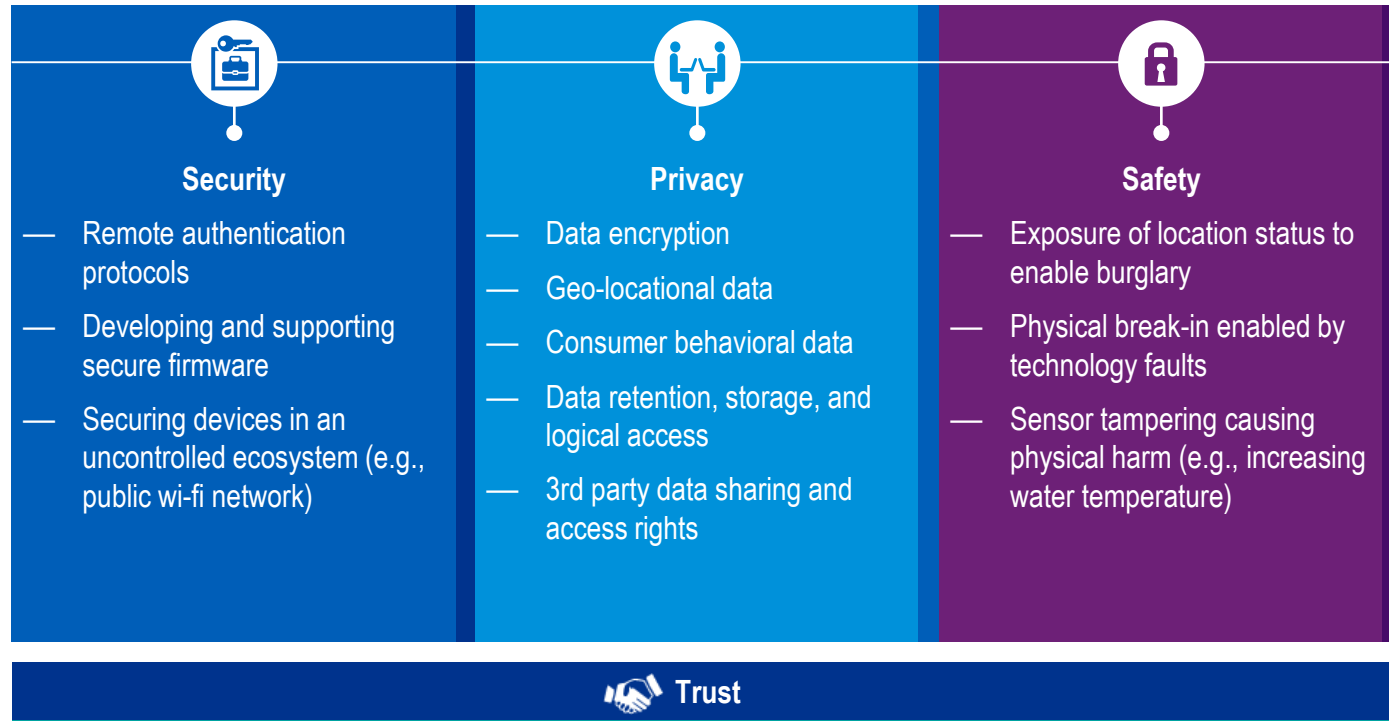 Security
— Remote authentication
protocols
— Developing and supporting
secure firmware
— Securing devices in an
uncontrolled ecosystem (e.g.,
public wi-fi network)
Privacy
— Data encryption
— Geo-locational data
— Consumer behavioral data
— Data retention, storage, and
logical access
— 3rd party data sharing and
access rights
Safety
— Exposure of location status to
enable burglary
— Physical break-in enabled by
technology faults
— Sensor tampering causing
physical harm (e.g., increasing
water temperature)
Trust